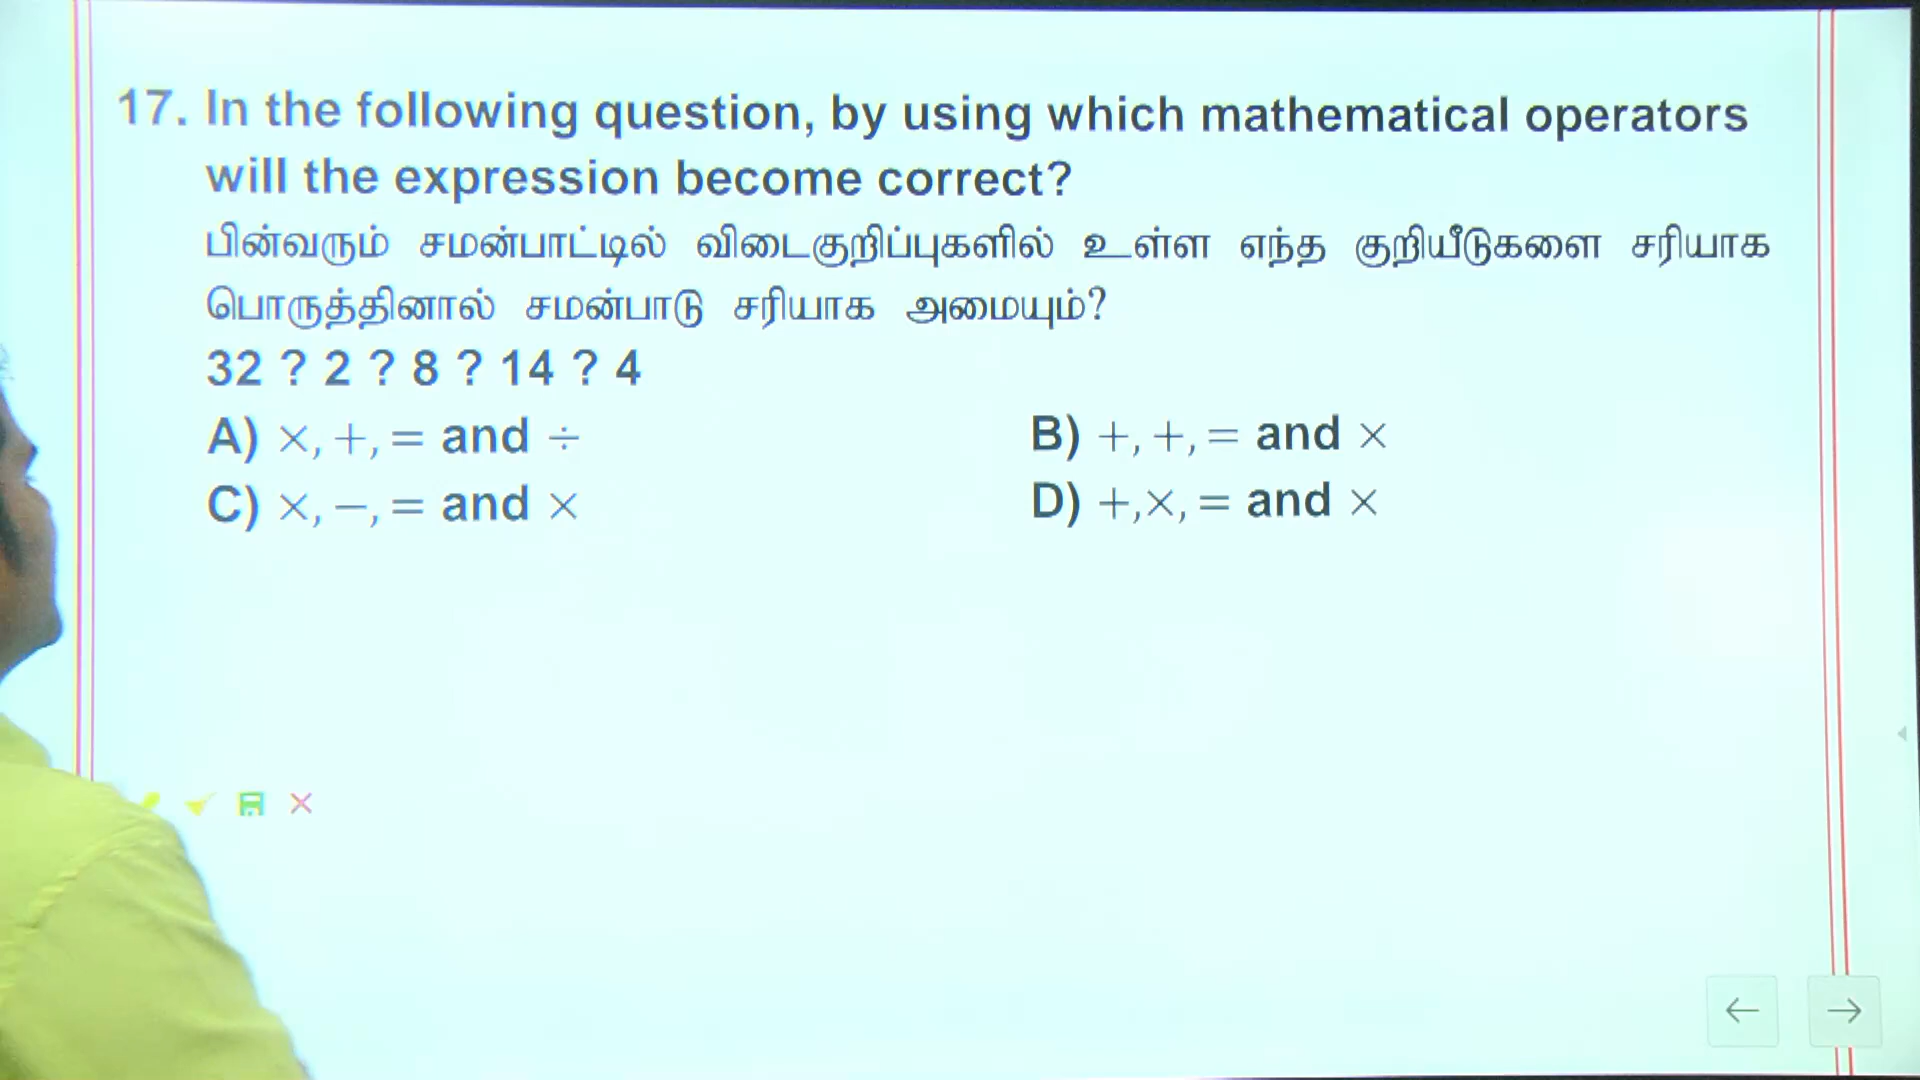 17. In the following question, by using which mathematical operators
will the expression become correct?
பின்வரும் சமன்பாட்டில் விடைகுறிப்புகளில் உள்ள எந்த குறியீடுகளை சரியாக
பொருத்தினால் சமன்பாடு சரியாக அமையும்?
32 ? 2 ? 8 ? 14 ? 4
A) ×, +, = and ÷ B) +, +, = and ×
C) ×, −, = and × D) +,×, = and ×